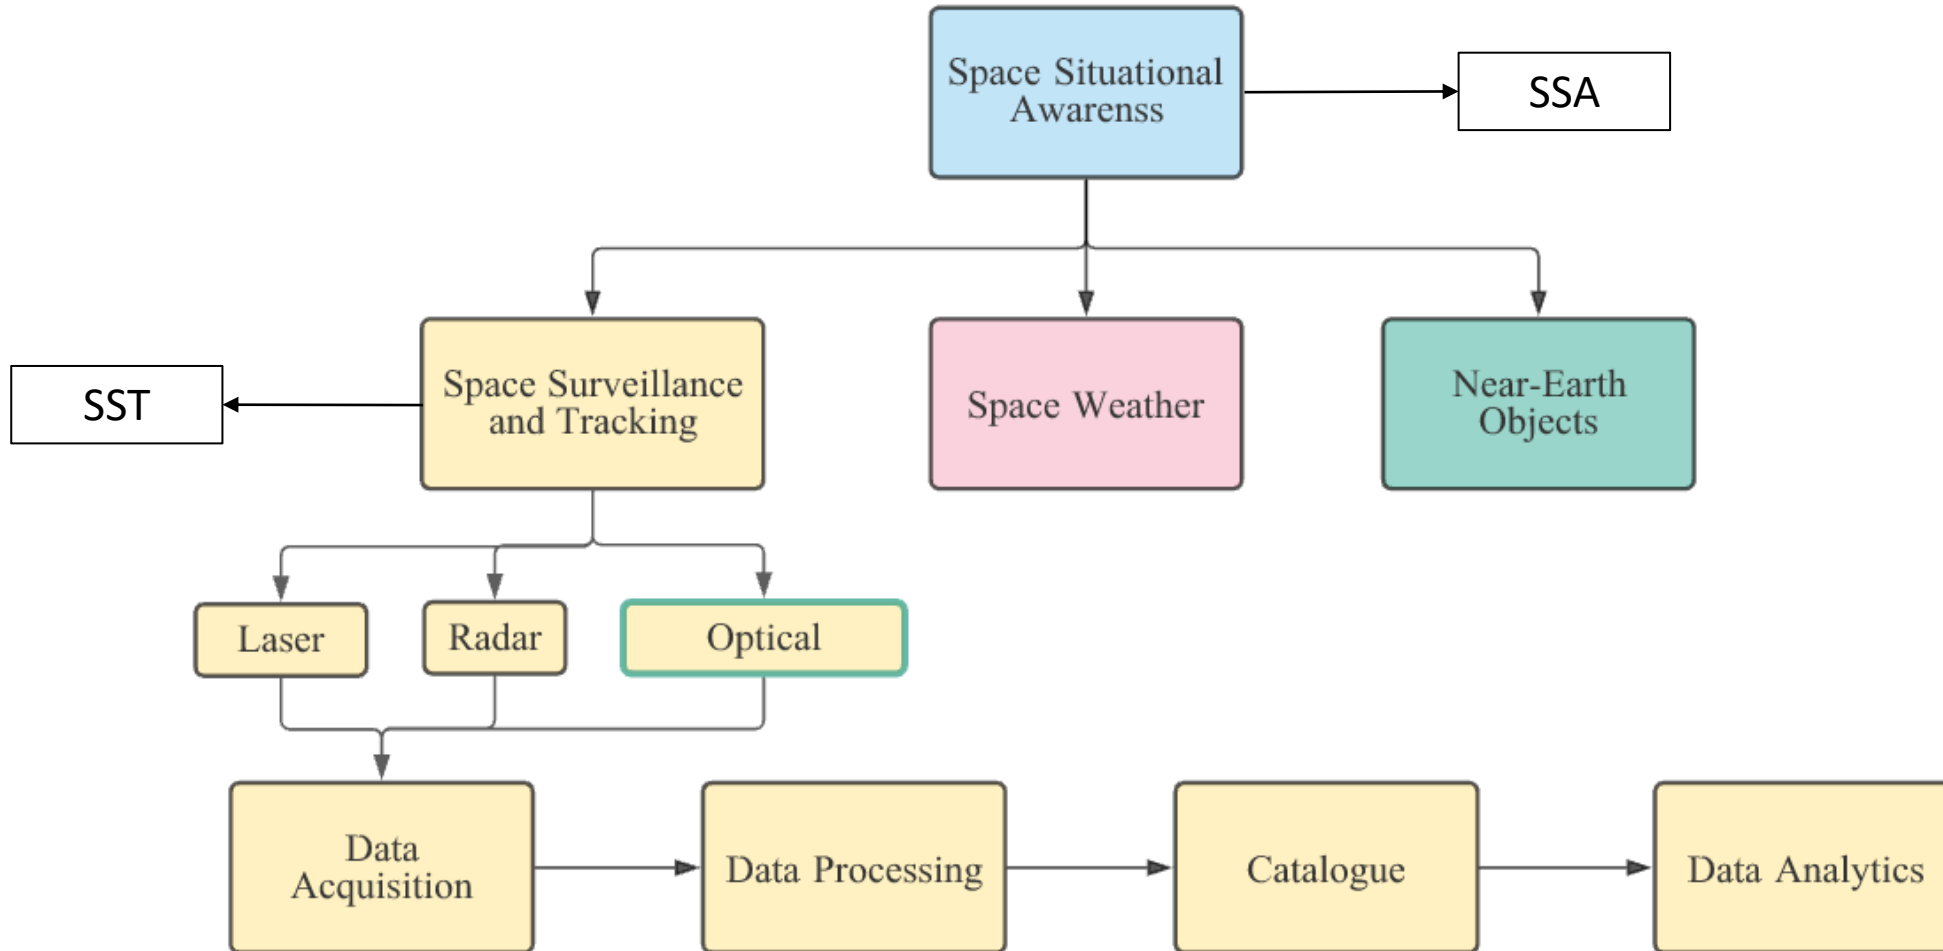 Space Situational
Awarenss
SSA
SST
Space Surveillance
and Tracking
Space Weather
Near-Earth
Objects
Laser
Radar
Optical
Data
Acquisition
Data Processing
Catalogue
Data Analytics